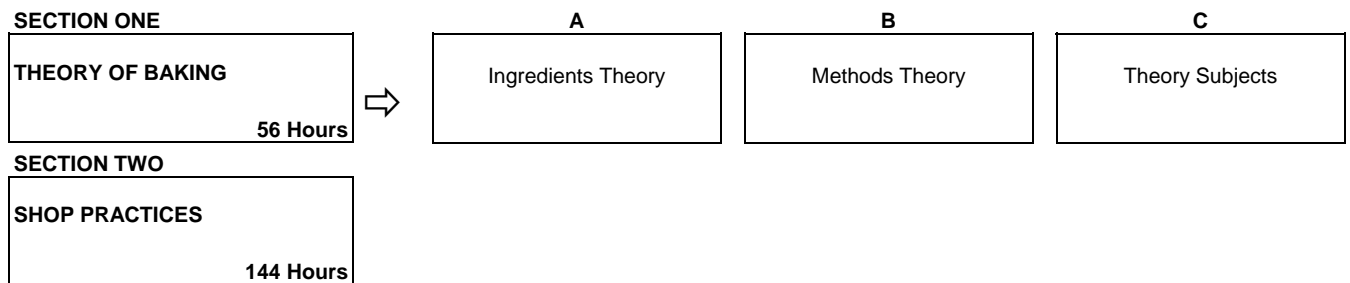 SECTION ONE A B C
THEORY OF BAKING
Ingredients Theory Methods Theory Theory Subjects
56 Hours
SECTION TWO
SHOP PRACTICES
144 Hours